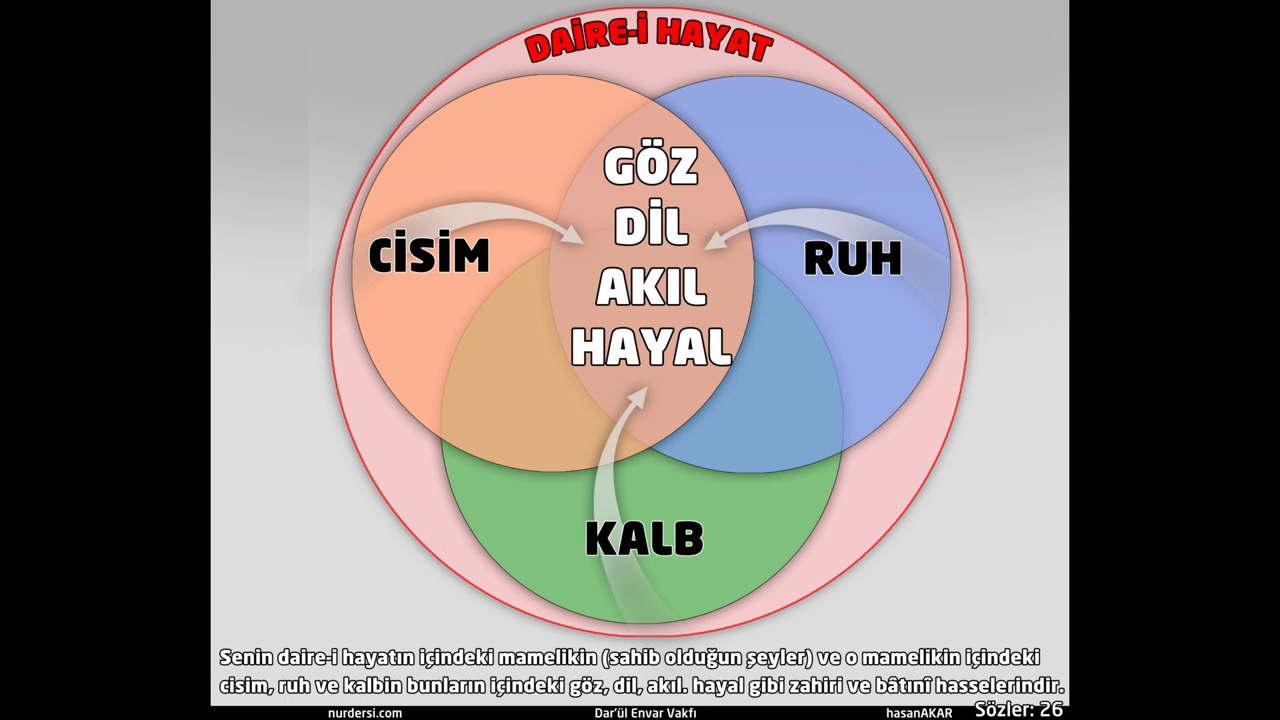 DAİRE-İ HAYAT
GÖZ
DİL
AKIL
HAYAL
CİSİM
RUH
KALB
Senin daire-i hayatın içindeki mamelikin (sahib olduğun şeyler) ve o mamelikin içindeki
cisim, ruh ve kalbin bunların içindeki göz, dil, akıl. hayal gibi zahiri ve bâtınî hasselerindir.
Sözler: 26
nurdersi.com
Dar'ül Envar Vakfı
hasanAKAR